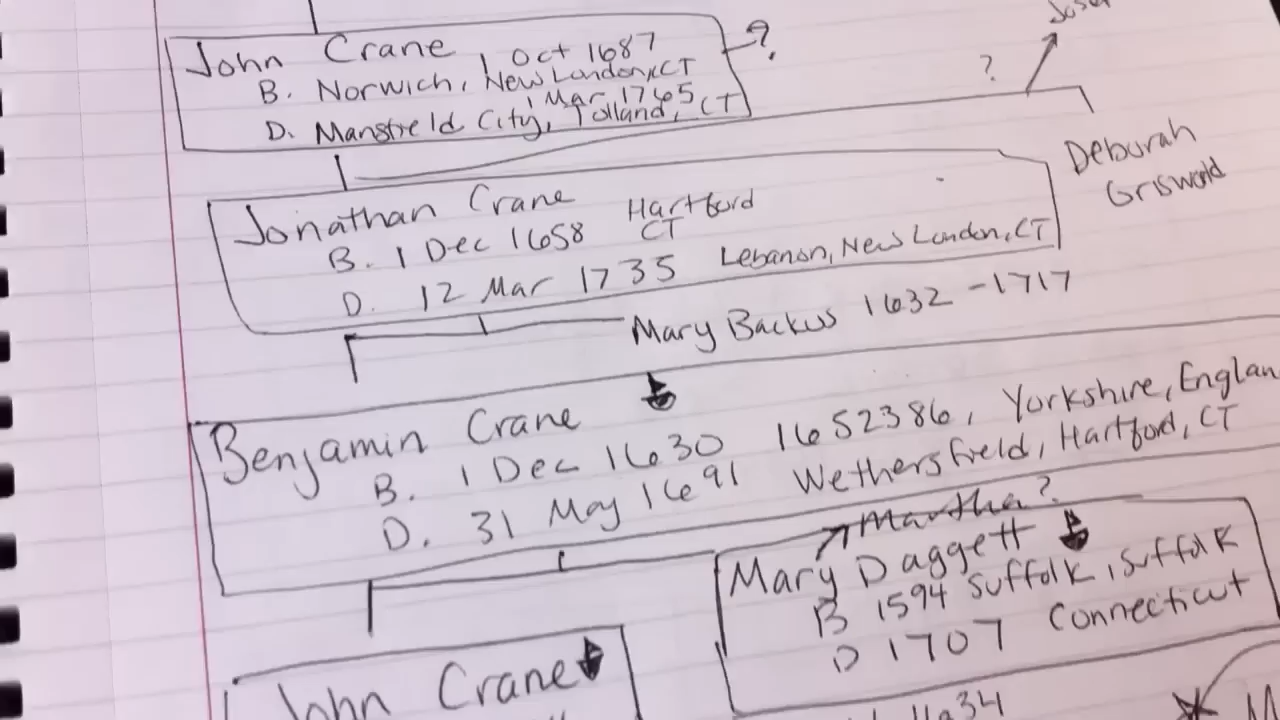 John Crane
1 Oct 1687
B. Norwich, New London, CT
1 Mar 1765
D. Mansfield City, Tolland, CT
?
?
Deburah
Griswold
Jonathan Crane
B. 1 Dec 1658 Hartford
CT
D. 12 Mar 1735 Lebanon, New London, CT
Mary Backus 1632 - 1717
Benjamin Crane
B. 1 Dec 1630 1652386, Yorkshire, Englan
D. 31 May 1691 Wethersfield, Hartford, CT
Martha?
Mary Daggett
B 1594 Suffolk, Suffolk
D 1707 Connecticut
John Crane